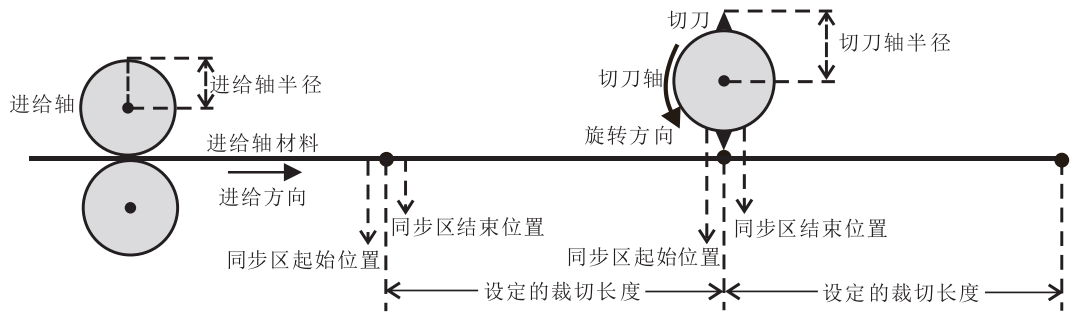 切刀
切刀轴半径
进给轴半径
切刀轴
进给轴
旋转方向
进给轴材料
进给方向
同步区结束位置
同步区结束位置
同步区起始位置
同步区起始位置
设定的裁切长度
设定的裁切长度